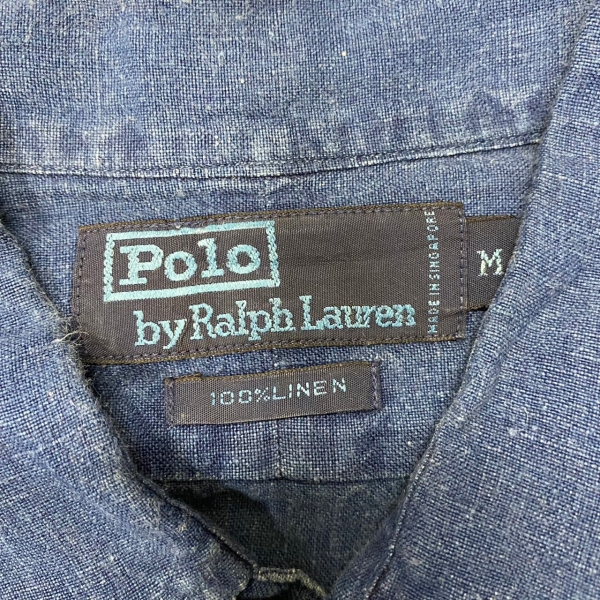 Polo
by Ralph Lauren
MADE IN SINGAPORE
M
100% LINEN